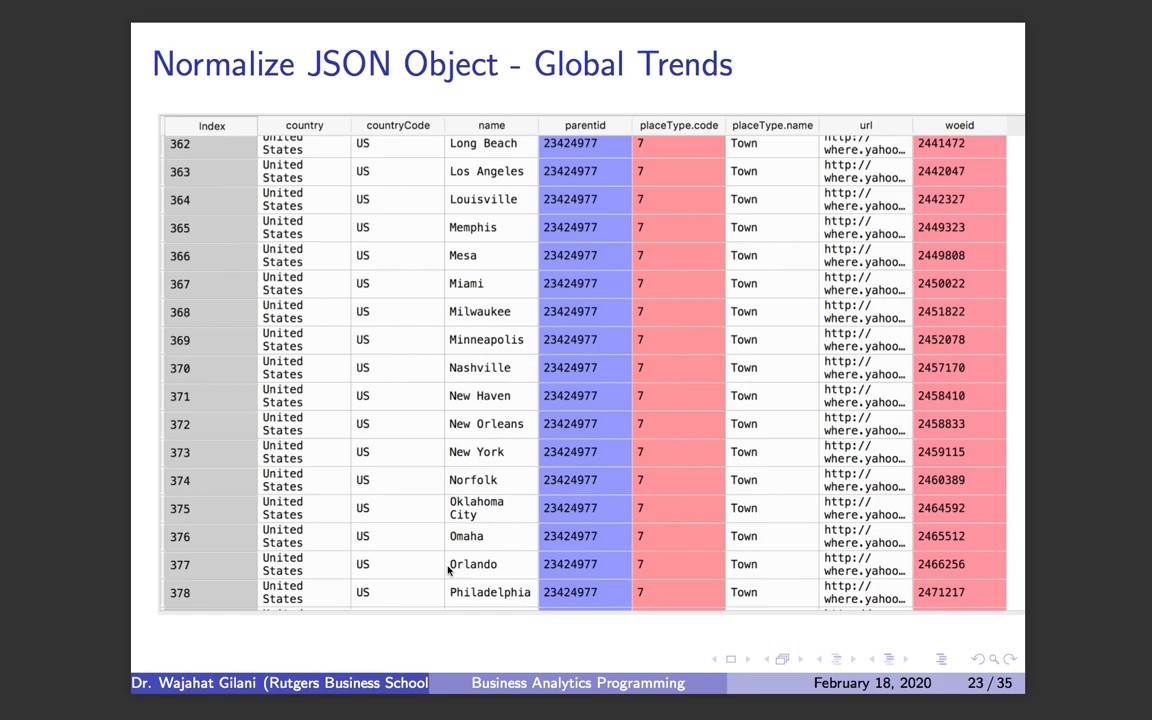 Normalize JSON Object - Global Trends
Index country countryCode name parentid placeType.code placeType.name url woeid
362 United States US Long Beach 23424977 7 Town http://where.yahoo… 2441472
363 United States US Los Angeles 23424977 7 Town http://where.yahoo… 2442047
364 United States US Louisville 23424977 7 Town http://where.yahoo… 2442327
365 United States US Memphis 23424977 7 Town http://where.yahoo… 2449323
366 United States US Mesa 23424977 7 Town http://where.yahoo… 2449808
367 United States US Miami 23424977 7 Town http://where.yahoo… 2450022
368 United States US Milwaukee 23424977 7 Town http://where.yahoo… 2451822
369 United States US Minneapolis 23424977 7 Town http://where.yahoo… 2452078
370 United States US Nashville 23424977 7 Town http://where.yahoo… 2457170
371 United States US New Haven 23424977 7 Town http://where.yahoo… 2458410
372 United States US New Orleans 23424977 7 Town http://where.yahoo… 2458833
373 United States US New York 23424977 7 Town http://where.yahoo… 2459115
374 United States US Norfolk 23424977 7 Town http://where.yahoo… 2460389
375 United States US Oklahoma City 23424977 7 Town http://where.yahoo… 2464592
376 United States US Omaha 23424977 7 Town http://where.yahoo… 2465512
377 United States US Orlando 23424977 7 Town http://where.yahoo… 2466256
378 United States US Philadelphia 23424977 7 Town http://where.yahoo… 2471217
Dr. Wajahat Gilani (Rutgers Business School Business Analytics Programming February 18, 2020 23 / 35